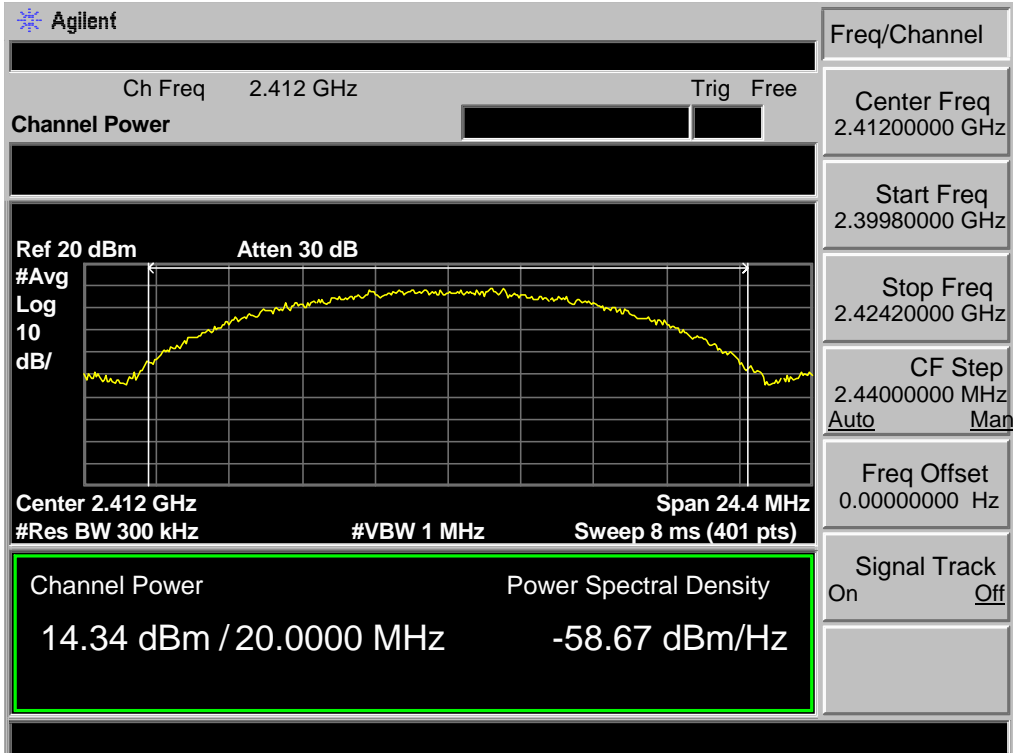 Agilent
Freq/Channel
Ch Freq 2.412 GHz Trig Free
Channel Power
Center Freq
2.41200000 GHz
Start Freq
2.39980000 GHz
Stop Freq
2.42420000 GHz
CF Step
2.44000000 MHz
Auto Man
Freq Offset
0.00000000 Hz
Signal Track
On Off
Ref 20 dBm Atten 30 dB
#Avg
Log
10
dB/
Center 2.412 GHz Span 24.4 MHz
#Res BW 300 kHz #VBW 1 MHz Sweep 8 ms (401 pts)
Channel Power Power Spectral Density
14.34 dBm / 20.0000 MHz -58.67 dBm/Hz